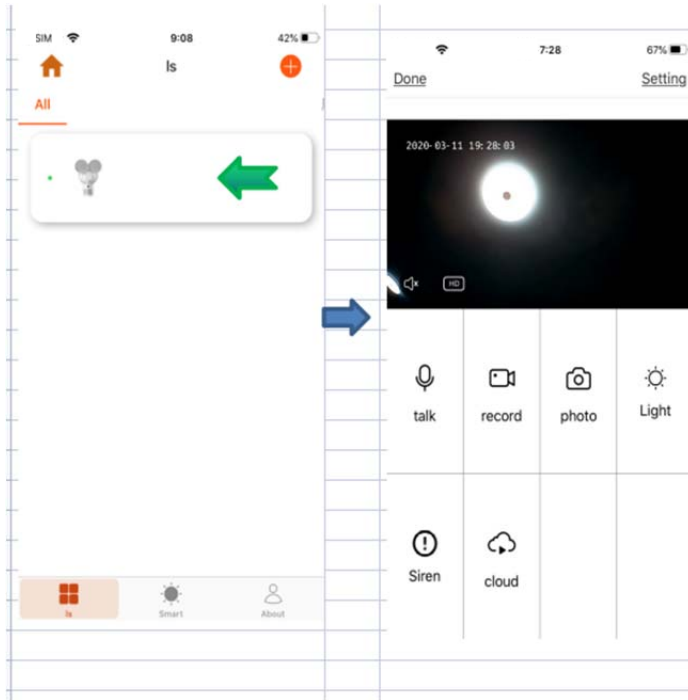 SIM 9:08 42%
ls
All
ls Smart About
7:28 67%
Done Setting
2020-03-11 19:28:03
HD
talk record photo Light
Siren cloud